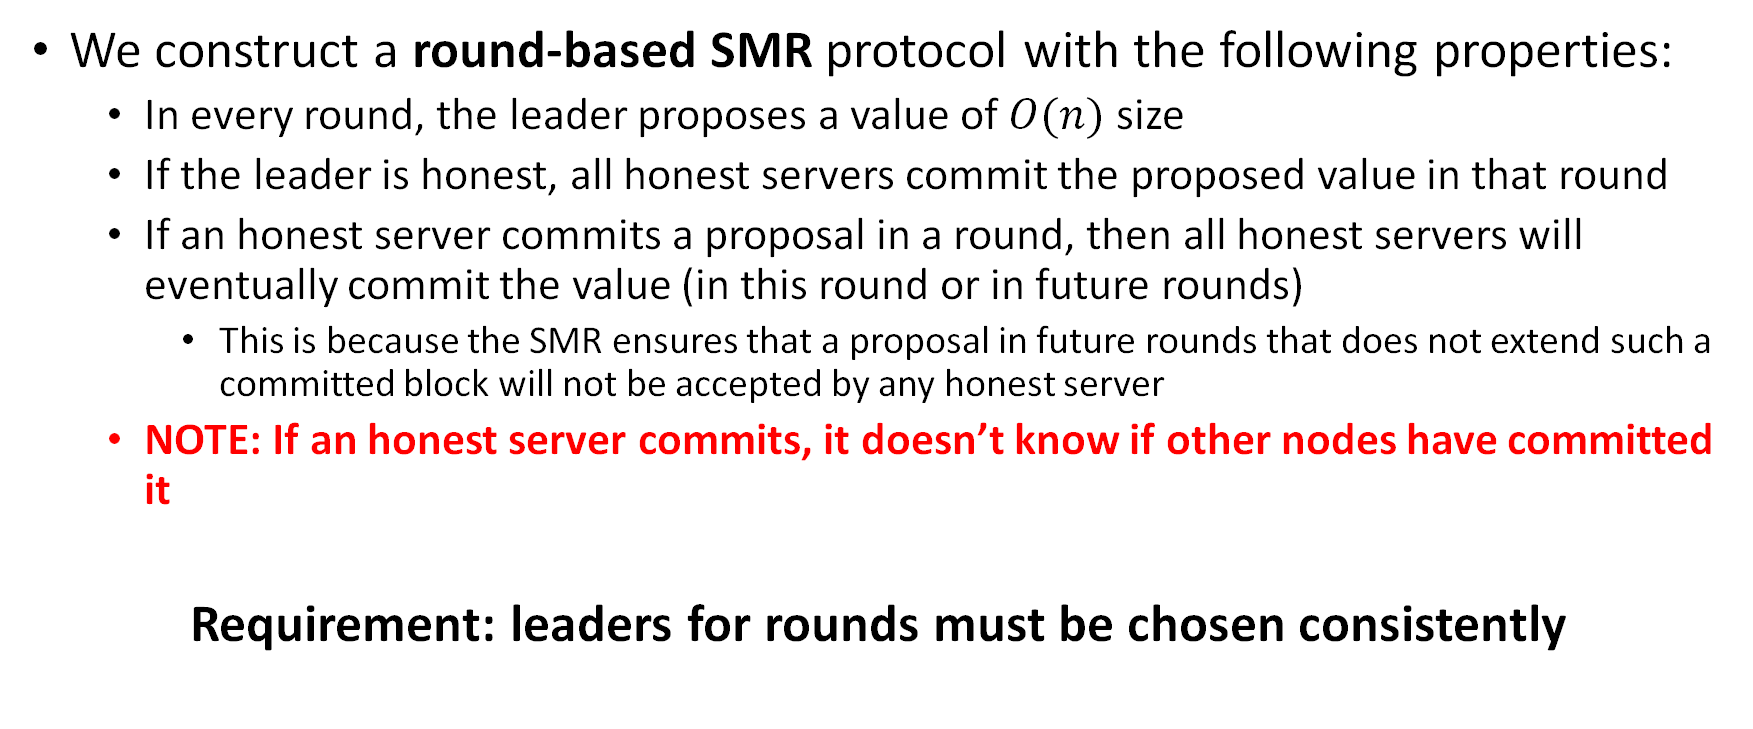 • We construct a round-based SMR protocol with the following properties:
• In every round, the leader proposes a value of O(n) size
• If the leader is honest, all honest servers commit the proposed value in that round
• If an honest server commits a proposal in a round, then all honest servers will
eventually commit the value (in this round or in future rounds)
• This is because the SMR ensures that a proposal in future rounds that does not extend such a
committed block will not be accepted by any honest server
• NOTE: If an honest server commits, it doesn’t know if other nodes have committed
it
Requirement: leaders for rounds must be chosen consistently